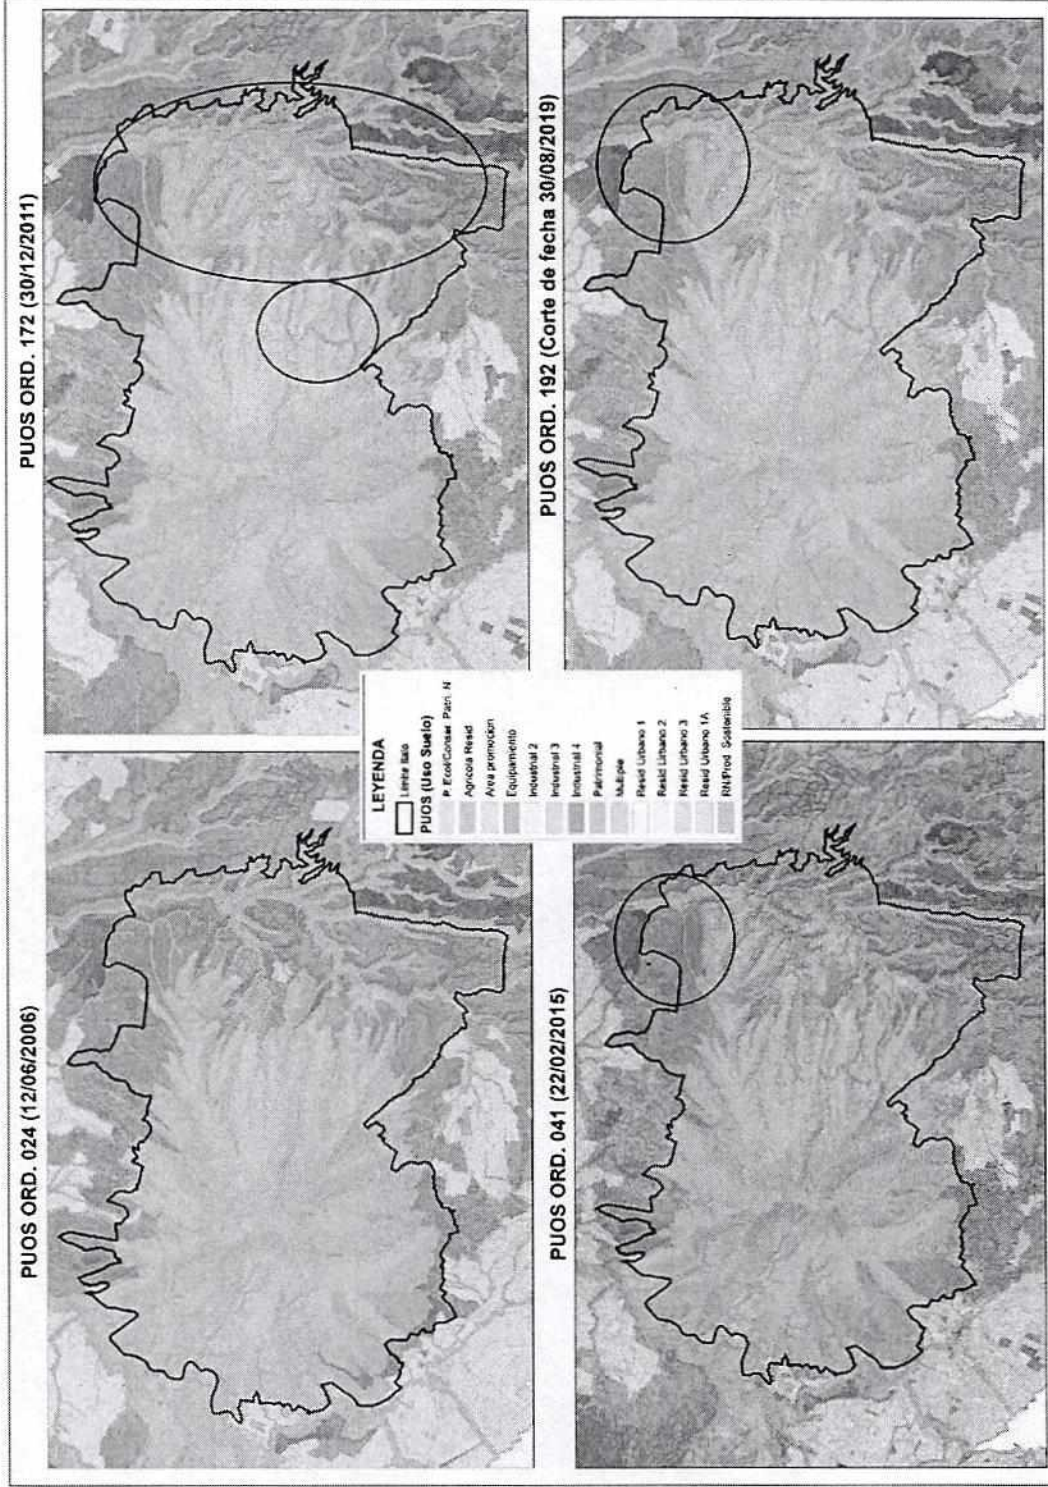 PUOS ORD. 024 (12/06/2006)
PUOS ORD. 172 (30/12/2011)
LEYENDA
Limite Ilalo
PUOS (Uso Suelo)
P. Ecol/Conser. Patri. N
Agricola Resid
Area promocion
Equipamiento
Industrial 2
Industrial 3
Industrial 4
Patrimonial
Multiple
Resid Urbano 1
Resid Urbano 2
Resid Urbano 3
Resid Urbano 1A
RN/Prod. Sostenible
PUOS ORD. 041 (22/02/2015)
PUOS ORD. 192 (Corte de fecha 30/08/2019)